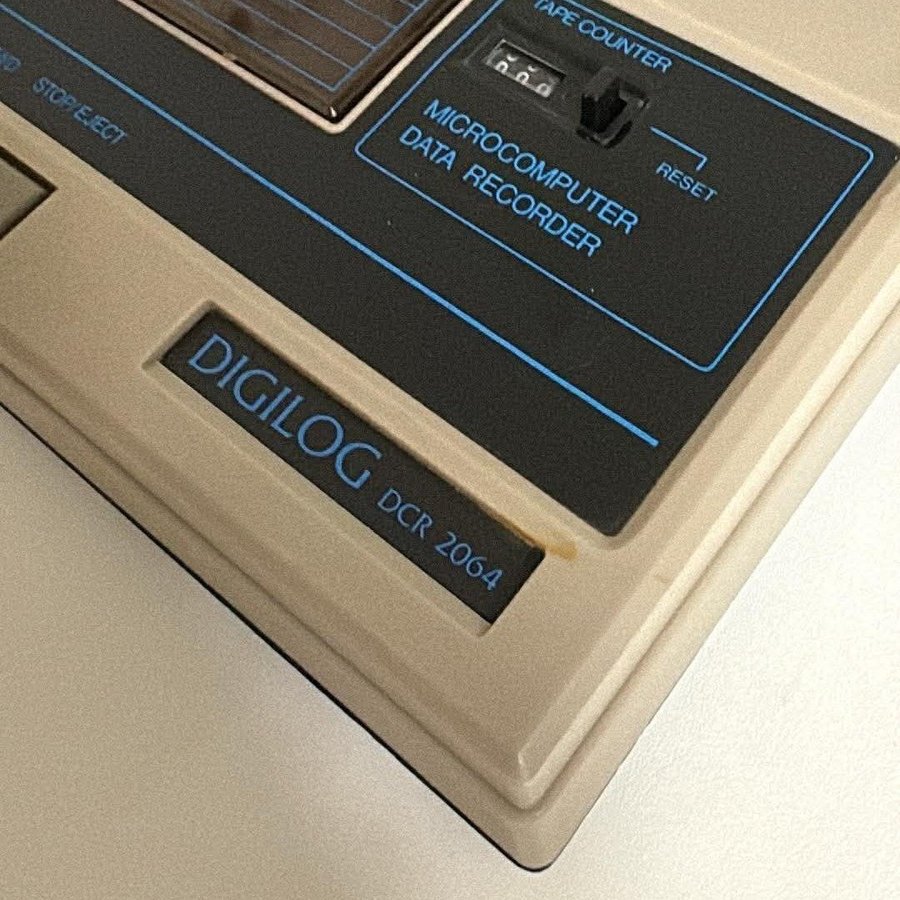 TAPE COUNTER
RESET
MICROCOMPUTER
DATA RECORDER
STOP/EJECT
DIGILOG DCR 2064